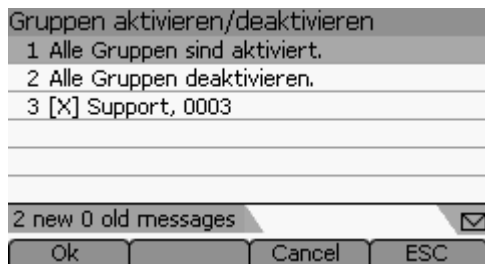 Gruppen aktivieren/deaktivieren
1 Alle Gruppen sind aktiviert.
2 Alle Gruppen deaktivieren.
3 [X] Support, 0003
2 new 0 old messages
Ok Cancel ESC